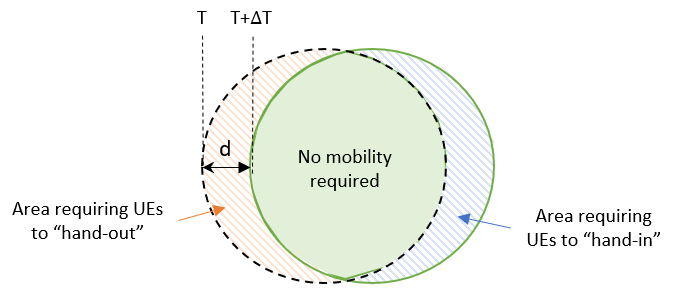 T
T+ΔT
d
No mobility
required
Area requiring UEs
to “hand-out”
Area requiring
UEs to “hand-in”